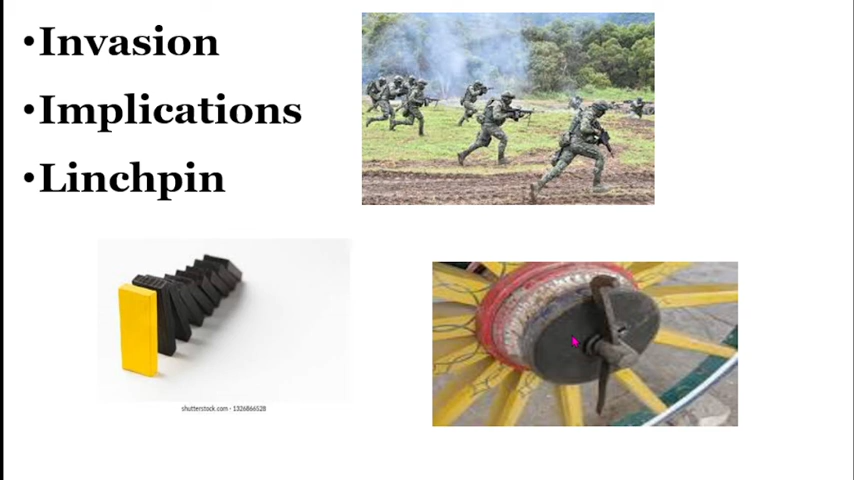 •Invasion
•Implications
•Linchpin
shutterstock.com · 1326866528